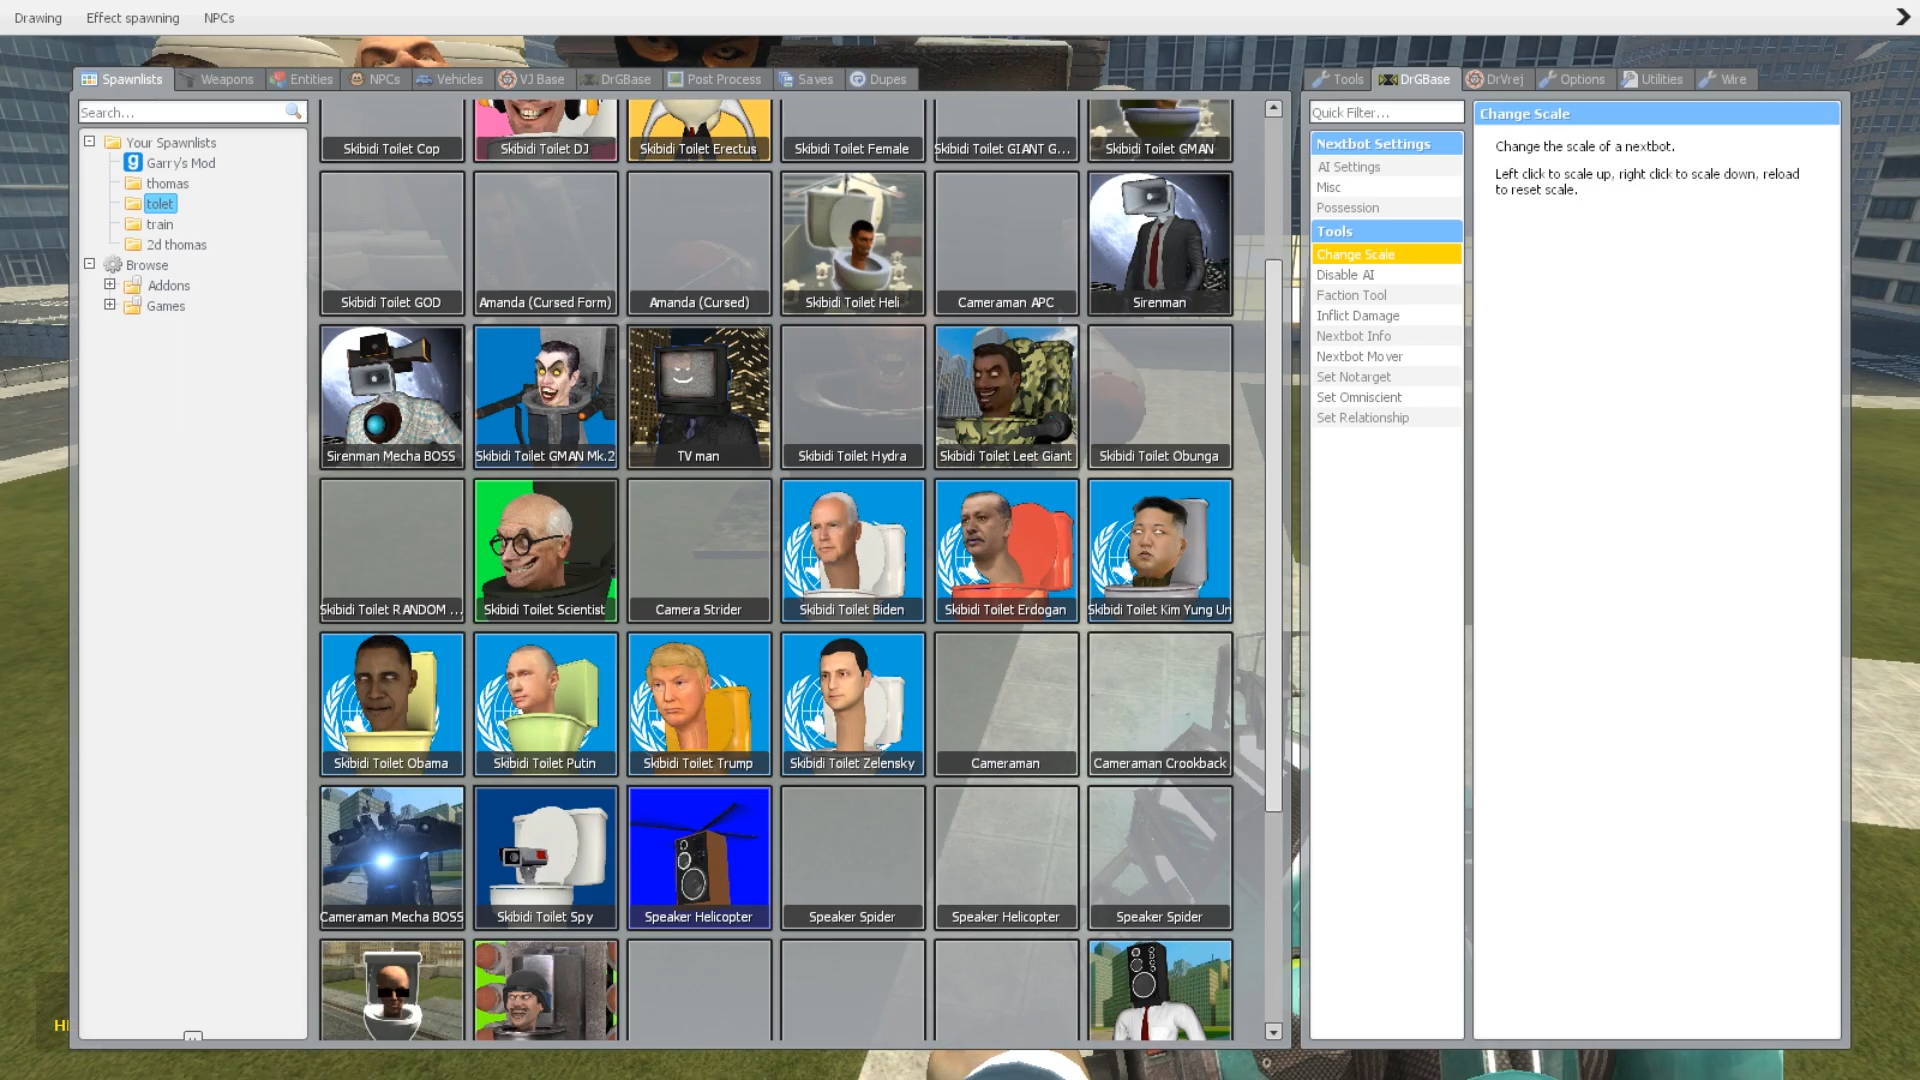 Drawing Effect spawning NPCs
Spawnlists Weapons Entities NPCs Vehicles VJ Base DrGBase Post Process Saves Dupes
Search...
Your Spawnlists
Garry's Mod
thomas
tolet
train
2d thomas
Browse
Addons
Games
Skibidi Toilet Cop
Skibidi Toilet DJ
Skibidi Toilet Erectus
Skibidi Toilet Female
Skibidi Toilet GIANT G...
Skibidi Toilet GMAN
Skibidi Toilet GOD
Amanda (Cursed Form)
Amanda (Cursed)
Skibidi Toilet Heli
Cameraman APC
Sirenman
Sirenman Mecha BOSS
Skibidi Toilet GMAN Mk.2
TV man
Skibidi Toilet Hydra
Skibidi Toilet Leet Giant
Skibidi Toilet Obunga
Skibidi Toilet RANDOM ...
Skibidi Toilet Scientist
Camera Strider
Skibidi Toilet Biden
Skibidi Toilet Erdogan
Skibidi Toilet Kim Yung Un
Skibidi Toilet Obama
Skibidi Toilet Putin
Skibidi Toilet Trump
Skibidi Toilet Zelensky
Cameraman
Cameraman Crookback
Cameraman Mecha BOSS
Skibidi Toilet Spy
Speaker Helicopter
Speaker Spider
Speaker Helicopter
Speaker Spider
Tools DrGBase DrVrej Options Utilities Wire
Quick Filter...
Nextbot Settings
AI Settings
Misc
Possession
Tools
Change Scale
Disable AI
Faction Tool
Inflict Damage
Nextbot Info
Nextbot Mover
Set Notarget
Set Omniscient
Set Relationship
Change Scale
Change the scale of a nextbot.
Left click to scale up, right click to scale down, reload
to reset scale.